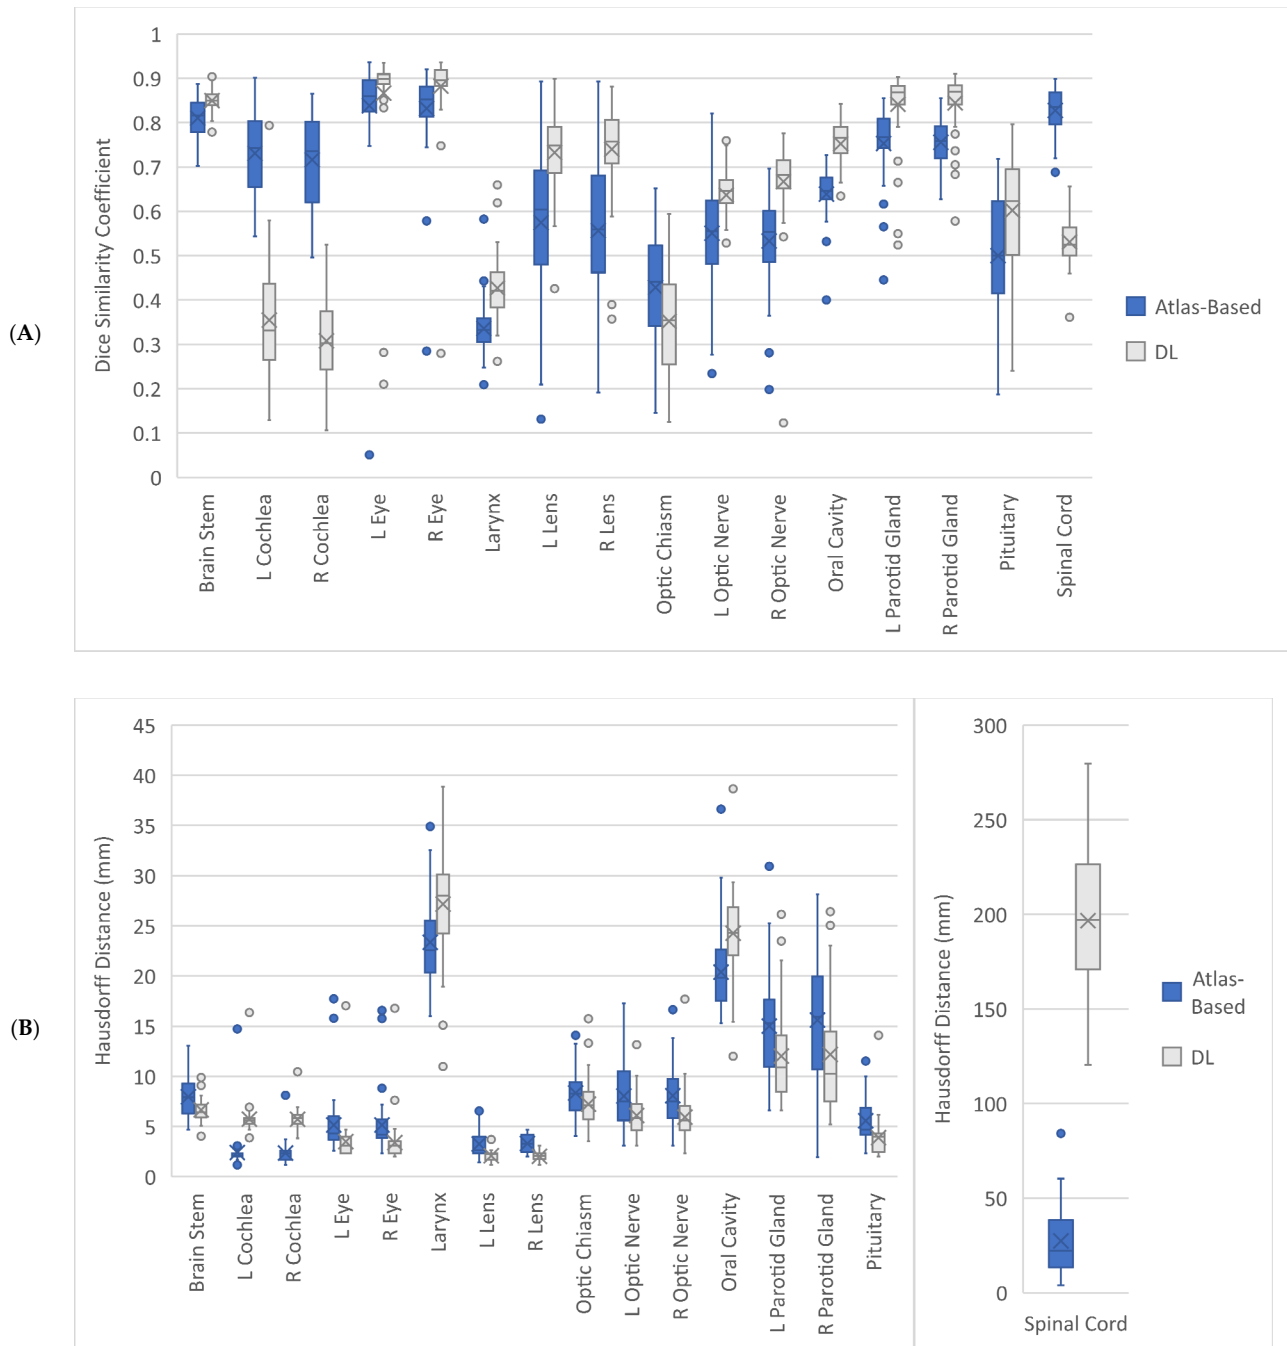 (A)
Dice Similarity Coefficient
1
0.9
0.8
0.7
0.6
0.5
0.4
0.3
0.2
0.1
0
Brain Stem
L Cochlea
R Cochlea
L Eye
R Eye
Larynx
L Lens
R Lens
Optic Chiasm
L Optic Nerve
R Optic Nerve
Oral Cavity
L Parotid Gland
R Parotid Gland
Pituitary
Spinal Cord
Atlas-Based
DL
(B)
Hausdorff Distance (mm)
45
40
35
30
25
20
15
10
5
0
Brain Stem
L Cochlea
R Cochlea
L Eye
R Eye
Larynx
L Lens
R Lens
Optic Chiasm
L Optic Nerve
R Optic Nerve
Oral Cavity
L Parotid Gland
R Parotid Gland
Pituitary
Hausdorff Distance (mm)
300
250
200
150
100
50
0
Spinal Cord
Atlas-
Based
DL